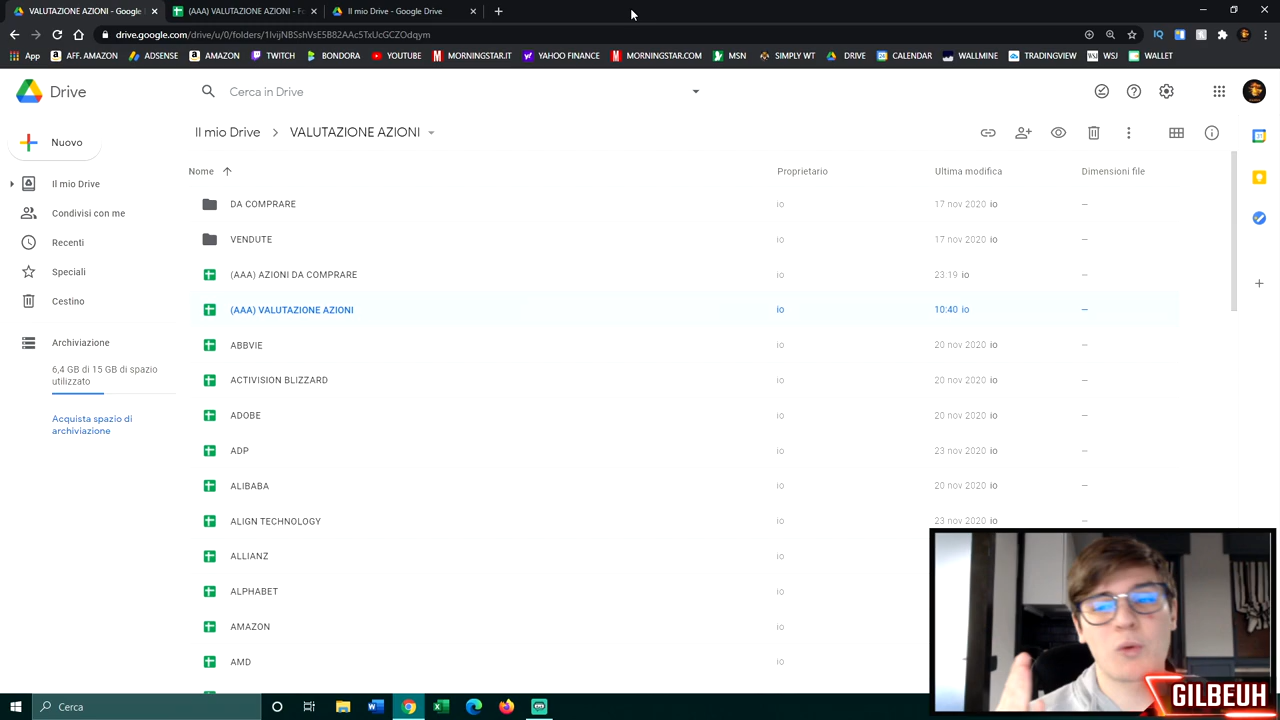 VALUTAZIONE AZIONI - Google D
(AAA) VALUTAZIONE AZIONI - Fo
Il mio Drive - Google Drive
drive.google.com/drive/u/0/folders/1IvijNBSshVsE5B82AAc5TxUcGCZOdqym
App AFF. AMAZON ADSENSE AMAZON TWITCH BONDORA YOUTUBE MORNINGSTAR.IT YAHOO FINANCE MORNINGSTAR.COM MSN SIMPLY WT DRIVE CALENDAR WALLMINE TRADINGVIEW WSJ WALLET
Drive
Cerca in Drive
Nuovo
Il mio Drive
Condivisi con me
Recenti
Speciali
Cestino
Archiviazione
6,4 GB di 15 GB di spazio
utilizzato
Acquista spazio di
archiviazione
Il mio Drive > VALUTAZIONE AZIONI
Nome Proprietario Ultima modifica Dimensioni file
DA COMPRARE io 17 nov 2020 io –
VENDUTE io 17 nov 2020 io –
(AAA) AZIONI DA COMPRARE io 23:19 io –
(AAA) VALUTAZIONE AZIONI io 10:40 io –
ABBVIE io 20 nov 2020 io –
ACTIVISION BLIZZARD io 20 nov 2020 io –
ADOBE io 20 nov 2020 io –
ADP io 23 nov 2020 io –
ALIBABA io 20 nov 2020 io –
ALIGN TECHNOLOGY io 23 nov 2020 io –
ALLIANZ io
ALPHABET io
AMAZON io
AMD io
GILBEUH
Cerca